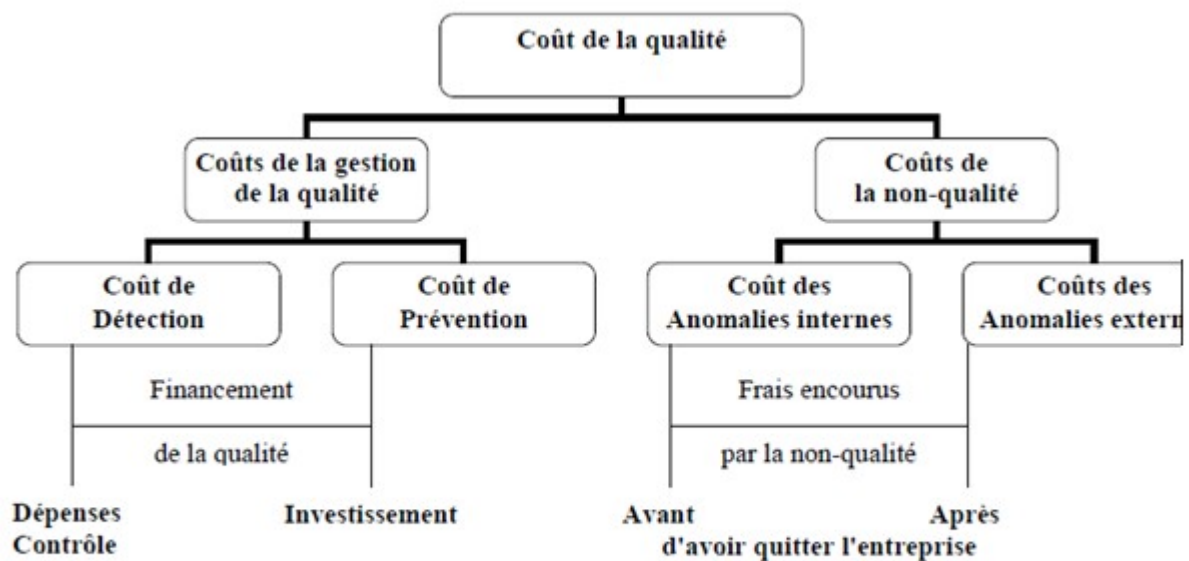 Coût de la qualité
Coûts de la gestion
de la qualité
Coûts de
la non-qualité
Coût de
Détection
Coût de
Prévention
Coût des
Anomalies internes
Coûts des
Anomalies extern
Financement
de la qualité
Frais encourus
par la non-qualité
Dépenses
Contrôle
Investissement
Avant
Après
d'avoir quitter l'entreprise